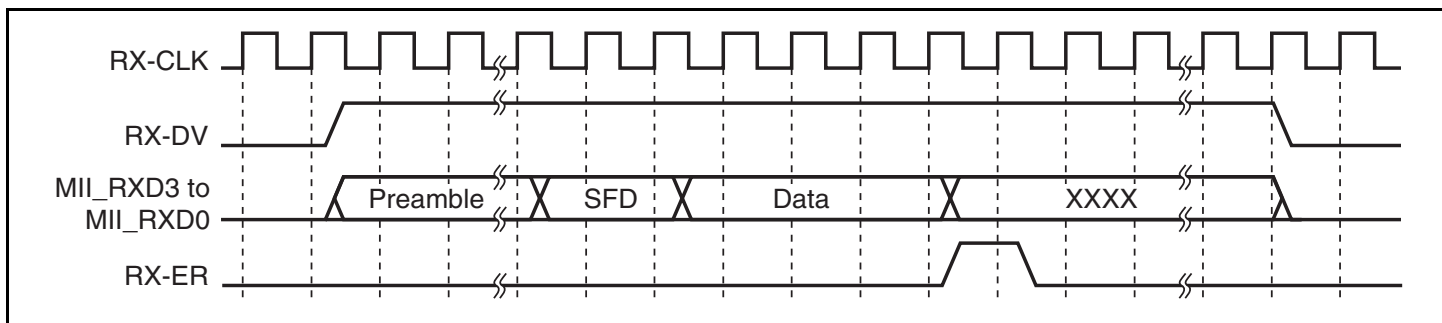 RX-CLK
RX-DV
MII_RXD3 to
MII_RXD0
Preamble
SFD
Data
XXXX
RX-ER